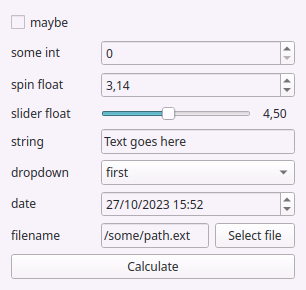 maybe
some int 0
spin float 3,14
slider float 4,50
string Text goes here
dropdown first
date 27/10/2023 15:52
filename /some/path.ext Select file
Calculate